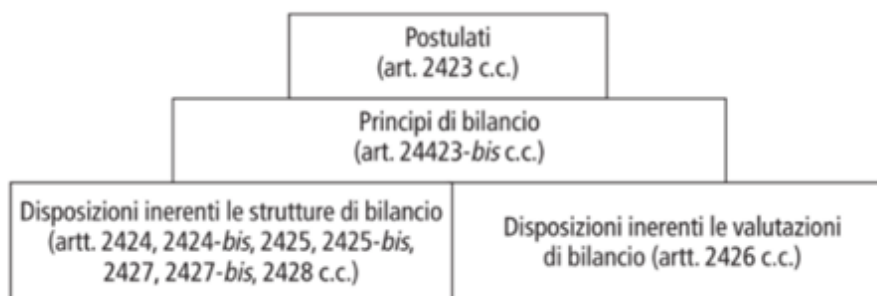 Postulati
(art. 2423 c.c.)
Principi di bilancio
(art. 24423-bis c.c.)
Disposizioni inerenti le strutture di bilancio
(artt. 2424, 2424-bis, 2425, 2425-bis,
2427, 2427-bis, 2428 c.c.)
Disposizioni inerenti le valutazioni
di bilancio (artt. 2426 c.c.)